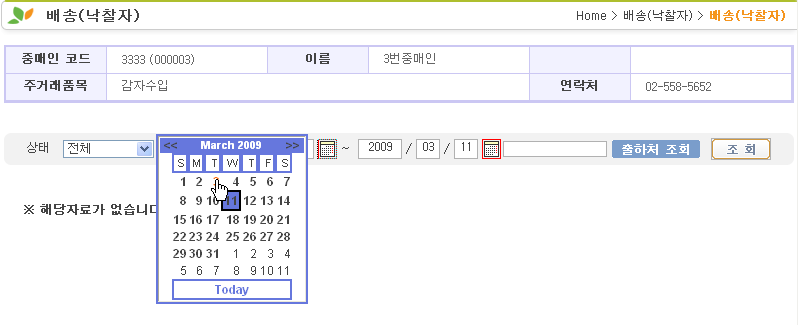 배송(낙찰자)
Home > 배송(낙찰자) > 배송(낙찰자)
중매인 코드 3333 (000003) 이름 3번중매인
주거래품목 감자수입 연락처 02-558-5652
상태 전체 ~ 2009 / 03 / 11 출하처 조회 조 회
<< March 2009 >>
S M T W T F S
1 2 3 4 5 6 7
8 9 10 11 12 13 14
15 16 17 18 19 20 21
22 23 24 25 26 27 28
29 30 31 1 2 3 4
5 6 7 8 9 10 11
Today
※ 해당자료가 없습니다